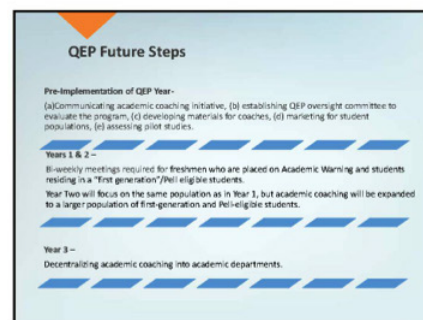 QEP Future Steps
Pre-Implementation of QEP Year-
(a)Communicating academic coaching initiative, (b) establishing QEP oversight committee to
evaluate the program, (c) developing materials for coaches, (d) marketing for student
populations, (e) assessing pilot studies.
Years 1 & 2 –
Bi-weekly meetings required for freshmen who are placed on Academic Warning and students
residing in a "first generation"/Pell eligible students.
Year Two will focus on the same population as in Year 1, but academic coaching will be expanded
to a larger population of first-generation and Pell-eligible students.
Year 3 –
Decentralizing academic coaching into academic departments.